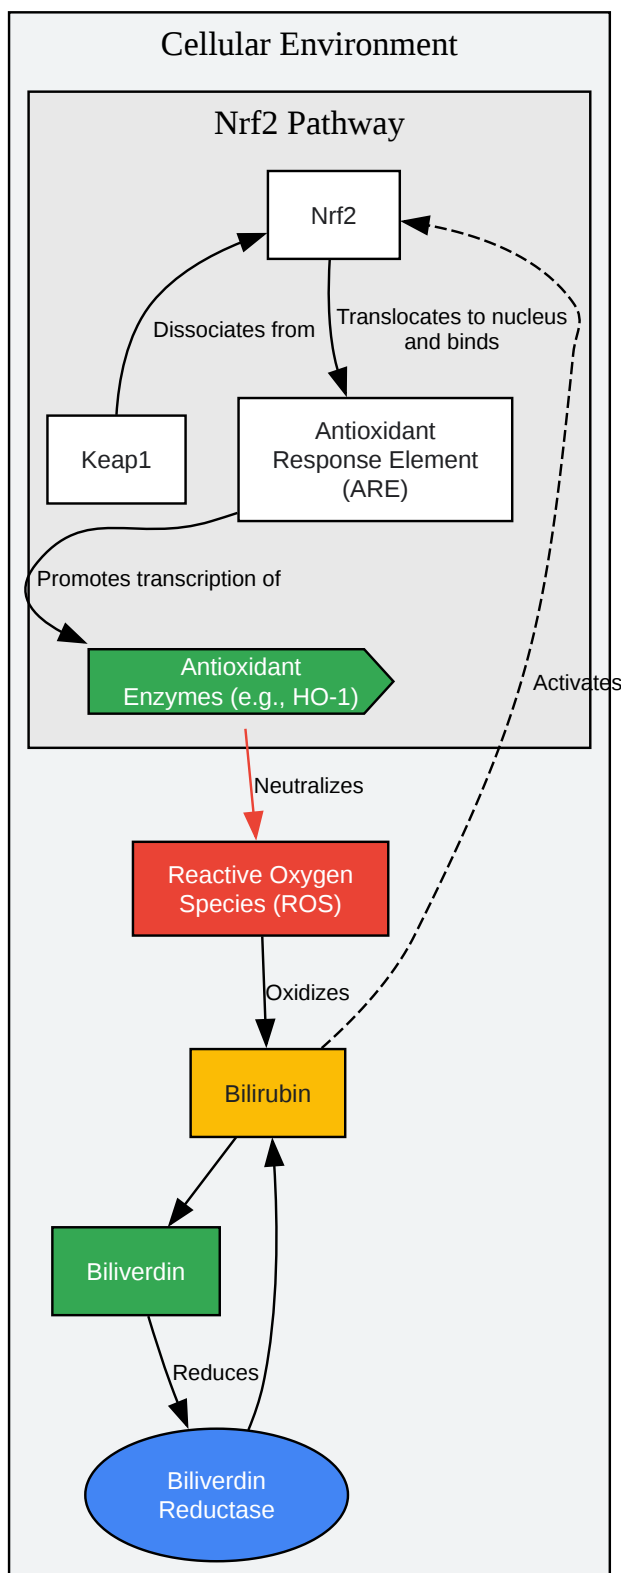 Cellular Environment
Nrf2 Pathway
Nrf2
Dissociates from
Translocates to nucleus
and binds
Keap1
Antioxidant
Response Element
(ARE)
Promotes transcription of
Antioxidant
Enzymes (e.g., HO-1)
Activates
Neutralizes
Reactive Oxygen
Species (ROS)
Oxidizes
Bilirubin
Biliverdin
Reduces
Biliverdin
Reductase